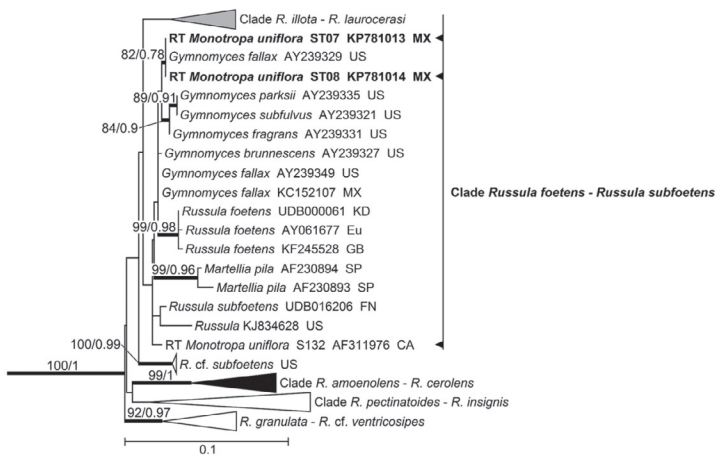 Clade R. illota - R. laurocerasi
RT Monotropa uniflora ST07 KP781013 MX
82/0.78
Gymnomyces fallax AY239329 US
RT Monotropa uniflora ST08 KP781014 MX
89/0.91
Gymnomyces parksii AY239335 US
Gymnomyces subfulvus AY239321 US
84/0.9
Gymnomyces fragrans AY239331 US
Gymnomyces brunnescens AY239327 US
Gymnomyces fallax AY239349 US
Gymnomyces fallax KC152107 MX
Clade Russula foetens - Russula subfoetens
Russula foetens UDB000061 KD
99/0.98
Russula foetens AY061677 Eu
Russula foetens KF245528 GB
99/0.96
Martellia pila AF230894 SP
Martellia pila AF230893 SP
Russula subfoetens UDB016206 FN
Russula KJ834628 US
RT Monotropa uniflora S132 AF311976 CA
100/0.99
R. cf. subfoetens US
100/1
99/1
Clade R. amoenolens - R. cerolens
Clade R. pectinatoides - R. insignis
92/0.97
R. granulata - R. cf. ventricosipes
0.1